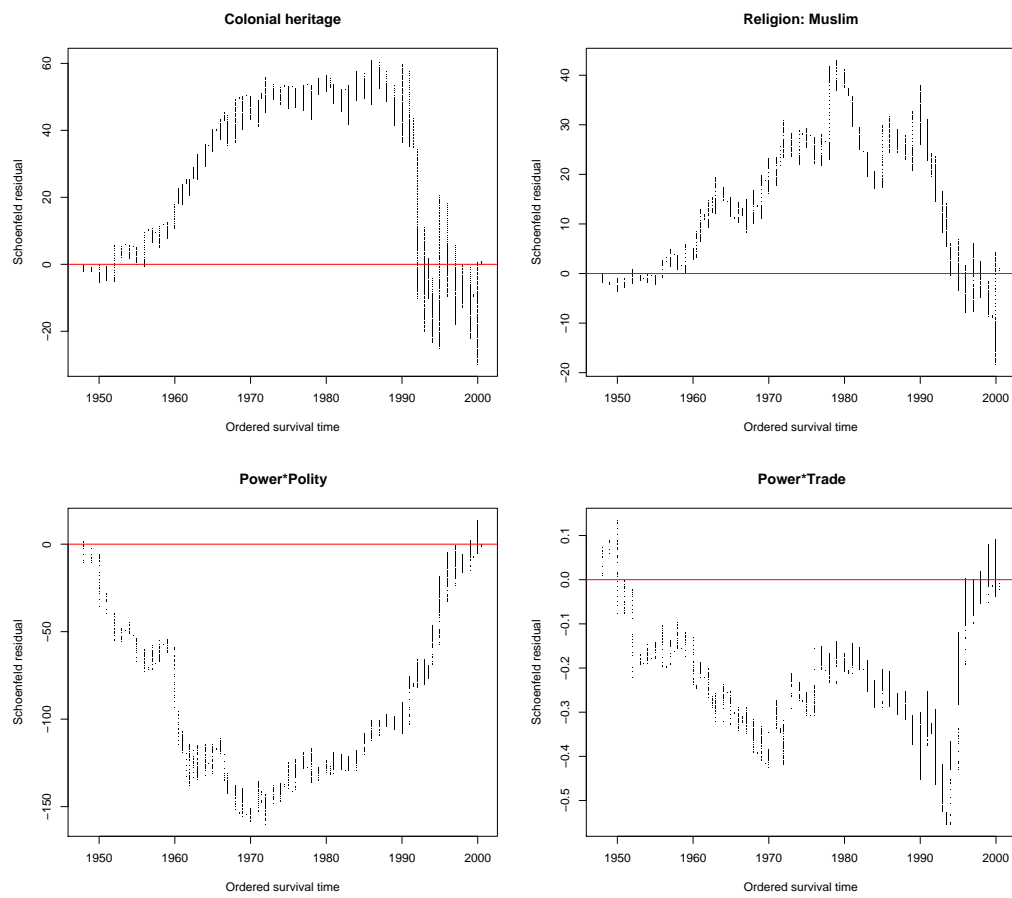 Colonial heritage
Schoenfeld residual
60
40
20
0
−20
1950 1960 1970 1980 1990 2000
Ordered survival time
Religion: Muslim
Schoenfeld residual
40
30
20
10
0
−10
−20
1950 1960 1970 1980 1990 2000
Ordered survival time
Power*Polity
Schoenfeld residual
0
−50
−100
−150
1950 1960 1970 1980 1990 2000
Ordered survival time
Power*Trade
Schoenfeld residual
0.1
0.0
−0.1
−0.2
−0.3
−0.4
−0.5
1950 1960 1970 1980 1990 2000
Ordered survival time